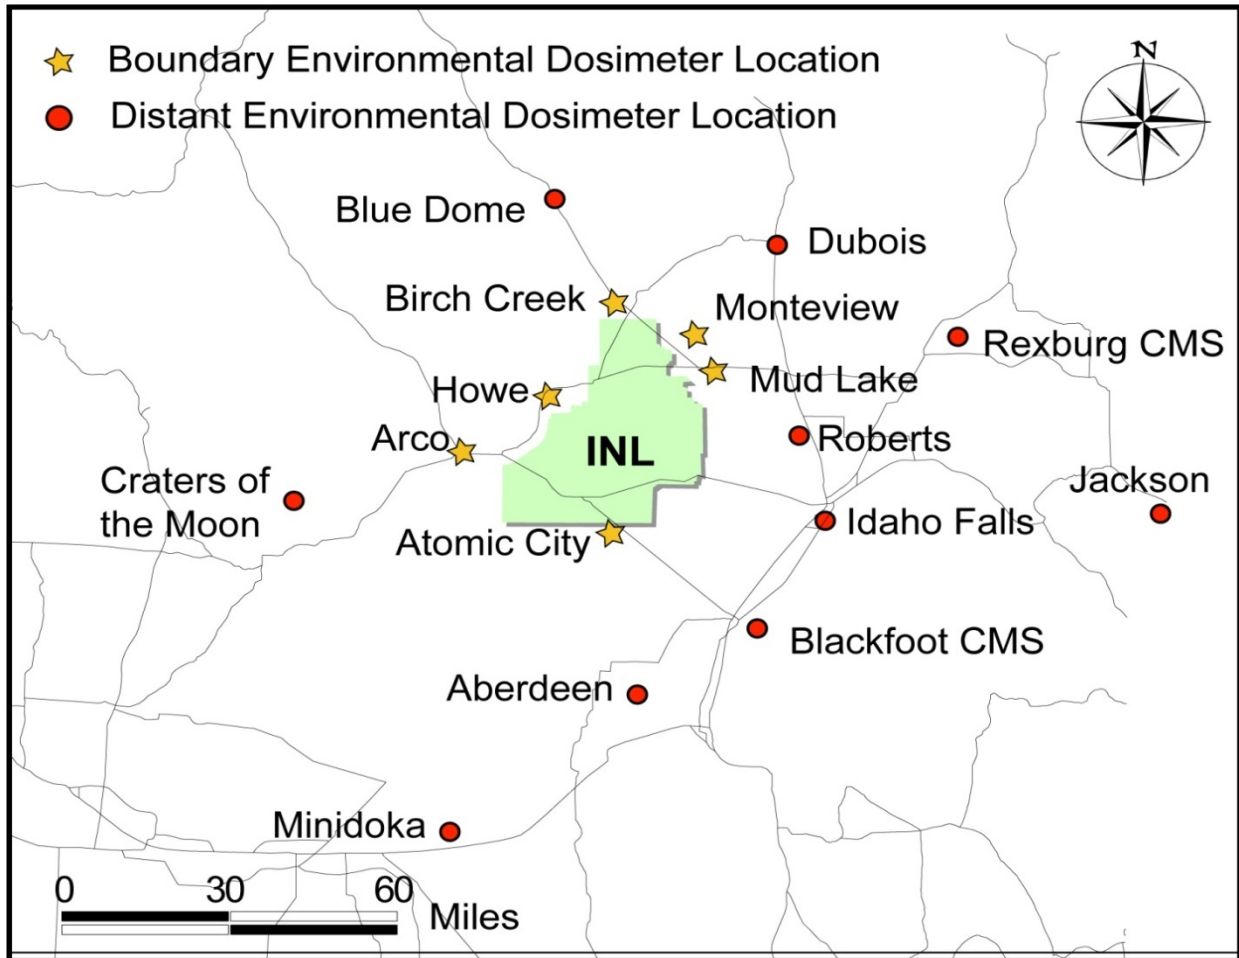 N
Boundary Environmental Dosimeter Location
Distant Environmental Dosimeter Location
Blue Dome
Dubois
Birch Creek
Monteview
Rexburg CMS
Mud Lake
Howe
Arco
Roberts
INL
Craters of
the Moon
Jackson
Idaho Falls
Atomic City
Blackfoot CMS
Aberdeen
Minidoka
0 30 60
Miles